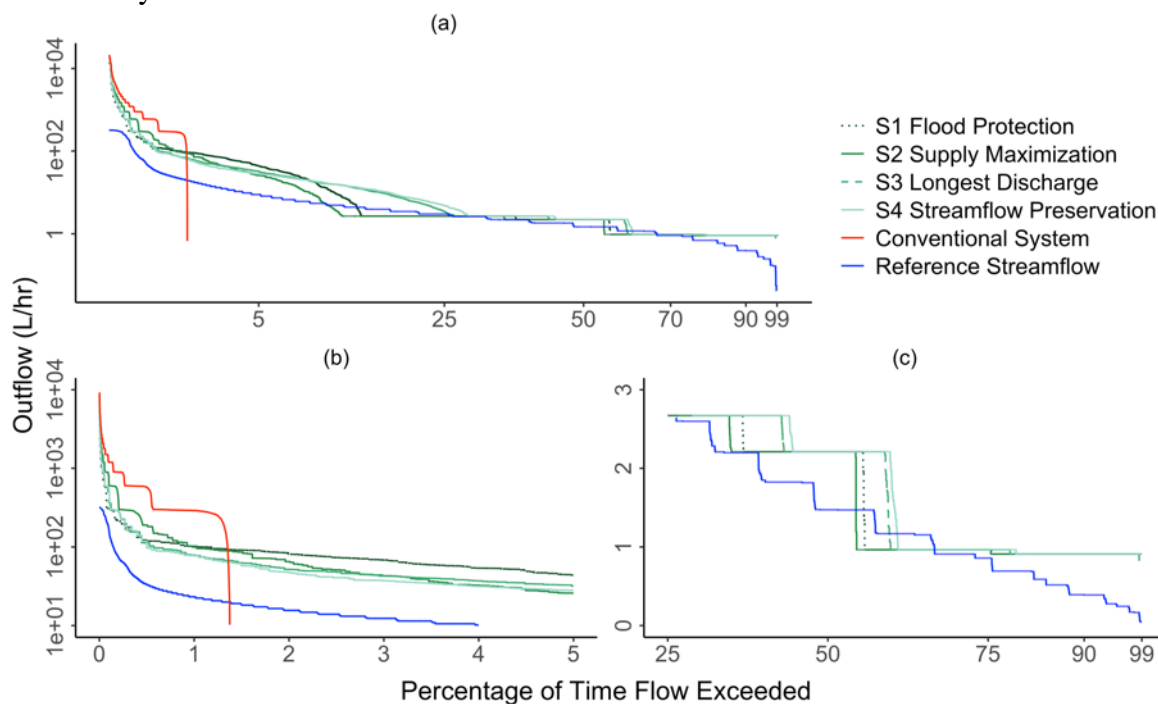 (a)
1e+04
1e+02
1
5
25
50
70
90 99
S1 Flood Protection
S2 Supply Maximization
S3 Longest Discharge
S4 Streamflow Preservation
Conventional System
Reference Streamflow
Outflow (L/hr)
(b)
1e+04
1e+03
1e+02
1e+01
0
1
2
3
4
5
(c)
3
2
1
0
25
50
75
90
99
Percentage of Time Flow Exceeded